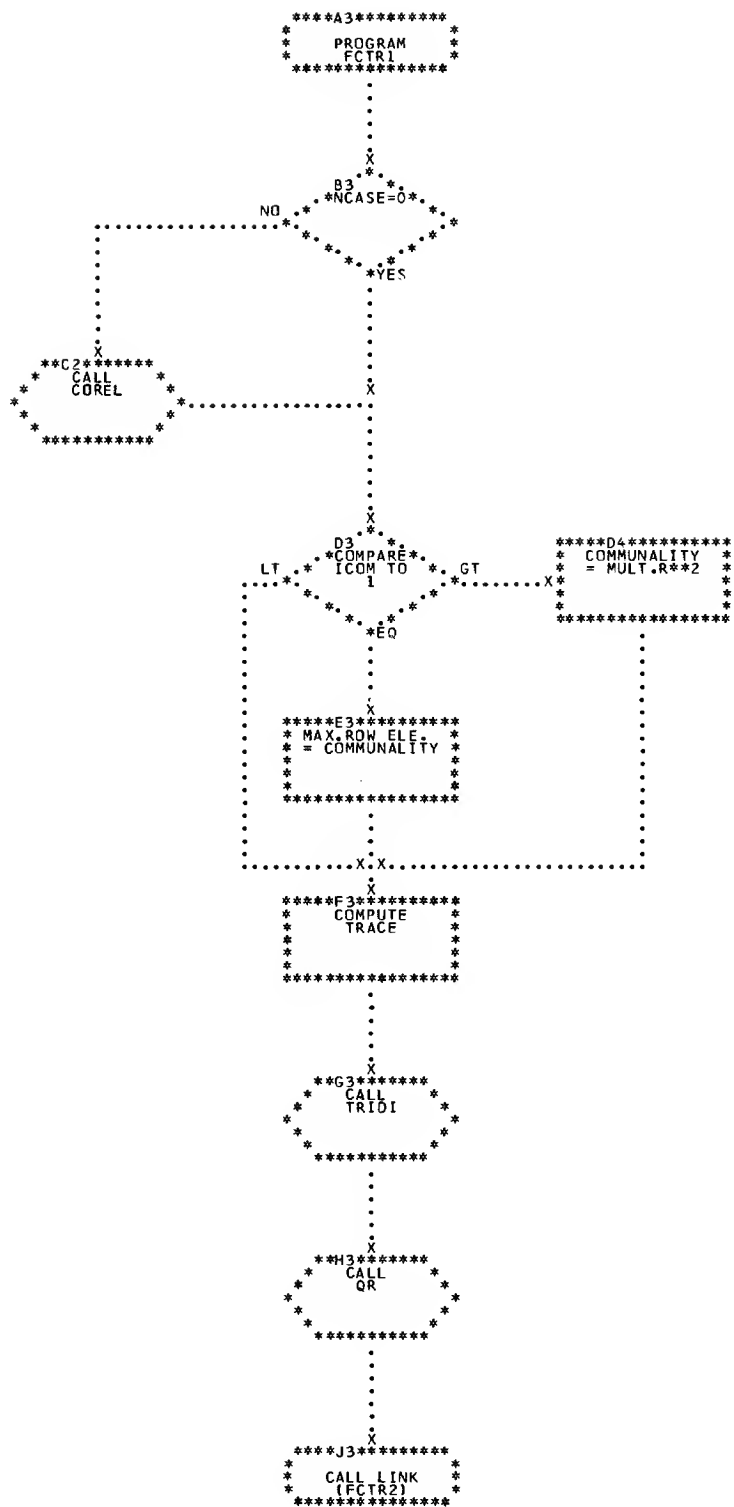 A3
PROGRAM
FCTR1
B3
NCASE=0
NO
YES
C2
CALL
COREL
D3
COMPARE
ICOM TO
1
LT
GT
EQ
D4
COMMUNALITY
= MULT.R**2
E3
MAX.ROW ELE.
= COMMUNALITY
F3
COMPUTE
TRACE
G3
CALL
TRIDI
H3
CALL
QR
J3
CALL LINK
(FCTR2)